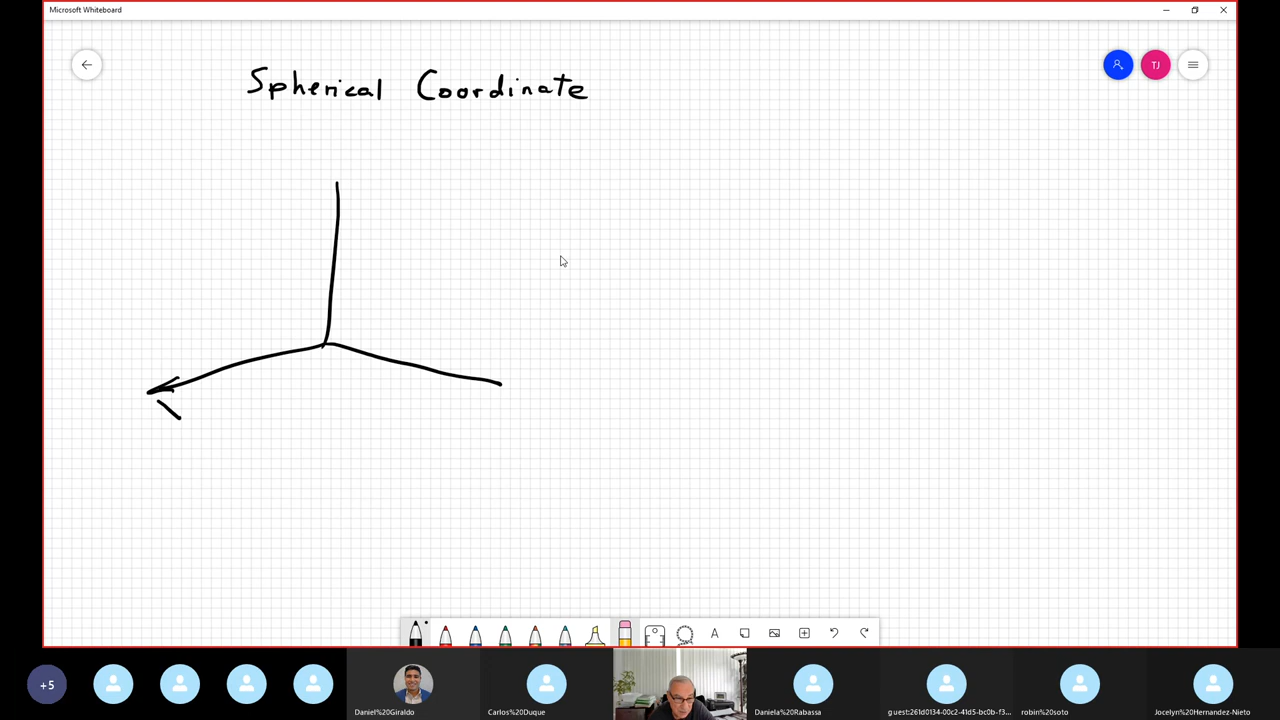 Microsoft Whiteboard
Spherical Coordinate
TJ
A
+5
Daniel%20Giraldo
Carlos%20Duque
Daniela%20Rabassa
guest:261d0134-00c2-41d5-bc0b-f3...
robin%20soto
Jocelyn%20Hernandez-Nieto